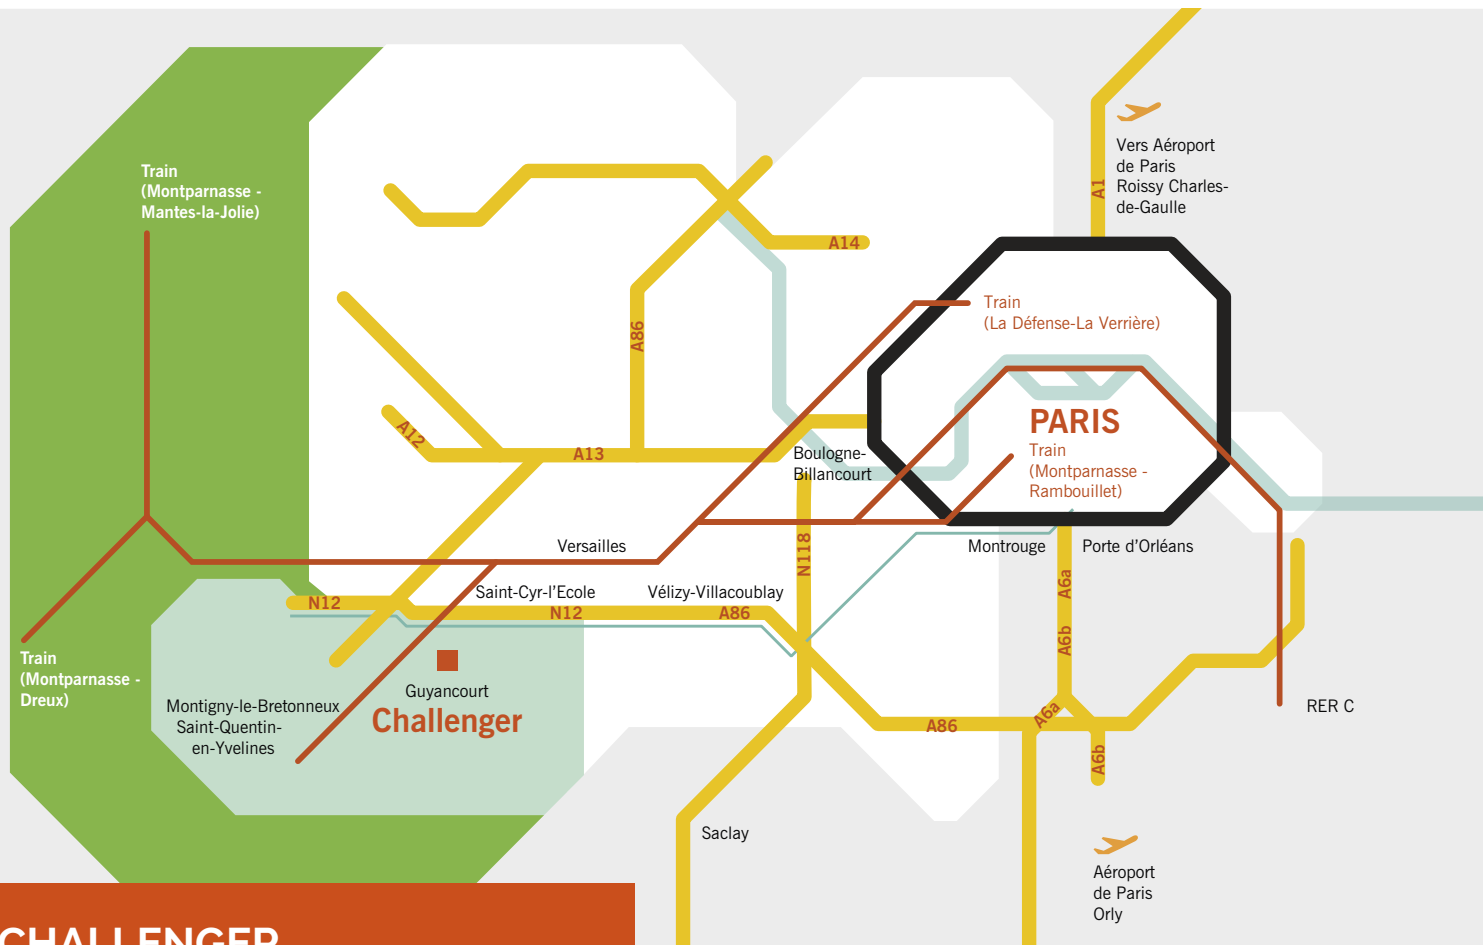 Vers Aéroport
de Paris
Roissy Charles-
de-Gaulle
A1
Train
(Montparnasse -
Mantes-la-Jolie)
A14
A86
Train
(La Défense-La Verrière)
A12
A13
PARIS
Train
(Montparnasse -
Rambouillet)
Boulogne-
Billancourt
N118
Versailles
Montrouge
Porte d'Orléans
Saint-Cyr-l'Ecole
Vélizy-Villacoublay
N12
N12
A86
A6a
A6b
Train
(Montparnasse -
Dreux)
Guyancourt
Challenger
Montigny-le-Bretonneux
Saint-Quentin-
en-Yvelines
RER C
A6a
A86
A6b
Saclay
Aéroport
de Paris
Orly
CHALLENGER